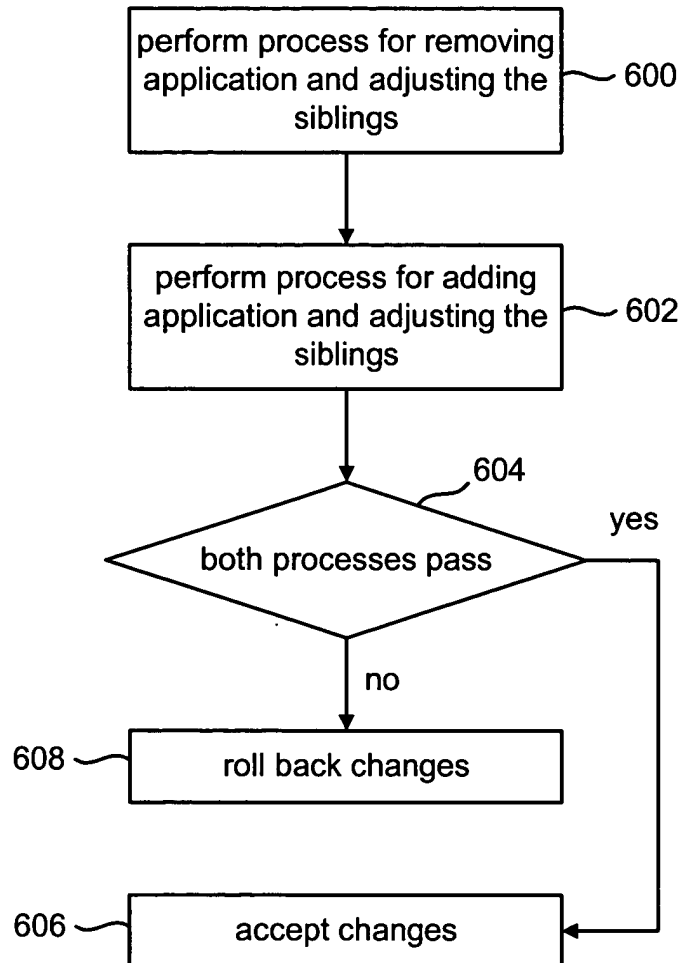 perform process for removing
application and adjusting the
siblings
600
perform process for adding
application and adjusting the
siblings
602
604
yes
both processes pass
no
608
roll back changes
606
accept changes